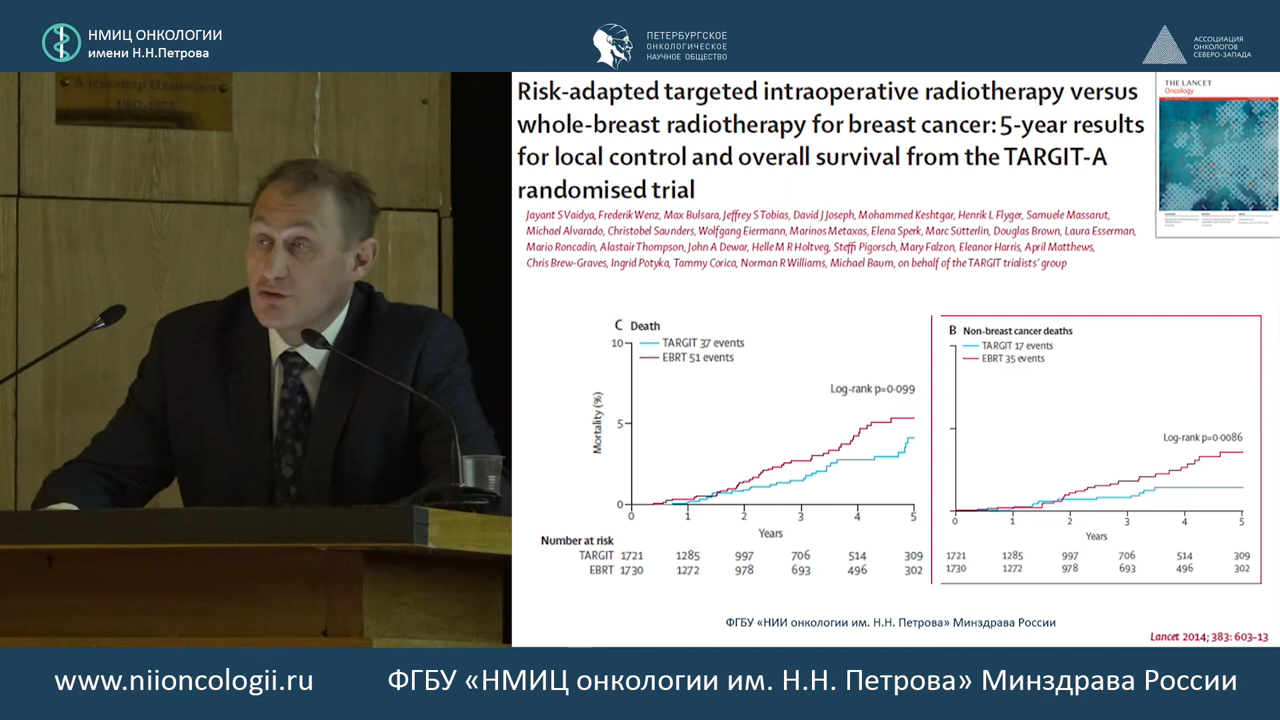 НМИЦ ОНКОЛОГИИ
имени Н.Н.Петрова
ПЕТЕРБУРГСКОЕ
ОНКОЛОГИЧЕСКОЕ
НАУЧНОЕ ОБЩЕСТВО
АССОЦИАЦИЯ
ОНКОЛОГОВ
СЕВЕРО-ЗАПАДА
Александр Иванович
Risk-adapted targeted intraoperative radiotherapy versus
whole-breast radiotherapy for breast cancer: 5-year results
for local control and overall survival from the TARGIT-A
randomised trial
THE LANCET
Oncology
Jayant S Vaidya, Frederik Wenz, Max Bulsara, Jeffrey S Tobias, David J Joseph, Mohammed Keshtgar, Henrik L Flyger, Samuele Massarut,
Michael Alvarado, Christobel Saunders, Wolfgang Eiermann, Marinos Metaxas, Elena Sperk, Marc Sütterlin, Douglas Brown, Laura Esserman,
Mario Roncadin, Alastair Thompson, John A Dewar, Helle M R Holtveg, Steffi Pigorsch, Mary Falzon, Eleanor Harris, April Matthews,
Chris Brew-Graves, Ingrid Potyka, Tammy Corica, Norman R Williams, Michael Baum, on behalf of the TARGIT trialists' group
C Death
TARGIT 37 events
EBRT 51 events
Log-rank p=0·099
Mortality (%)
10
5
0
0 1 2 3 4 5
Years
Number at risk
TARGIT 1721 1285 997 706 514 309
EBRT 1730 1272 978 693 496 302
B Non-breast cancer deaths
TARGIT 17 events
EBRT 35 events
Log-rank p=0·0086
0 1 2 3 4 5
Years
1721 1285 997 706 514 309
1730 1272 978 693 496 302
ФГБУ «НИИ онкологии им. Н.Н. Петрова» Минздрава России
Lancet 2014; 383: 603–13
www.niioncologii.ru
ФГБУ «НМИЦ онкологии им. Н.Н. Петрова» Минздрава России